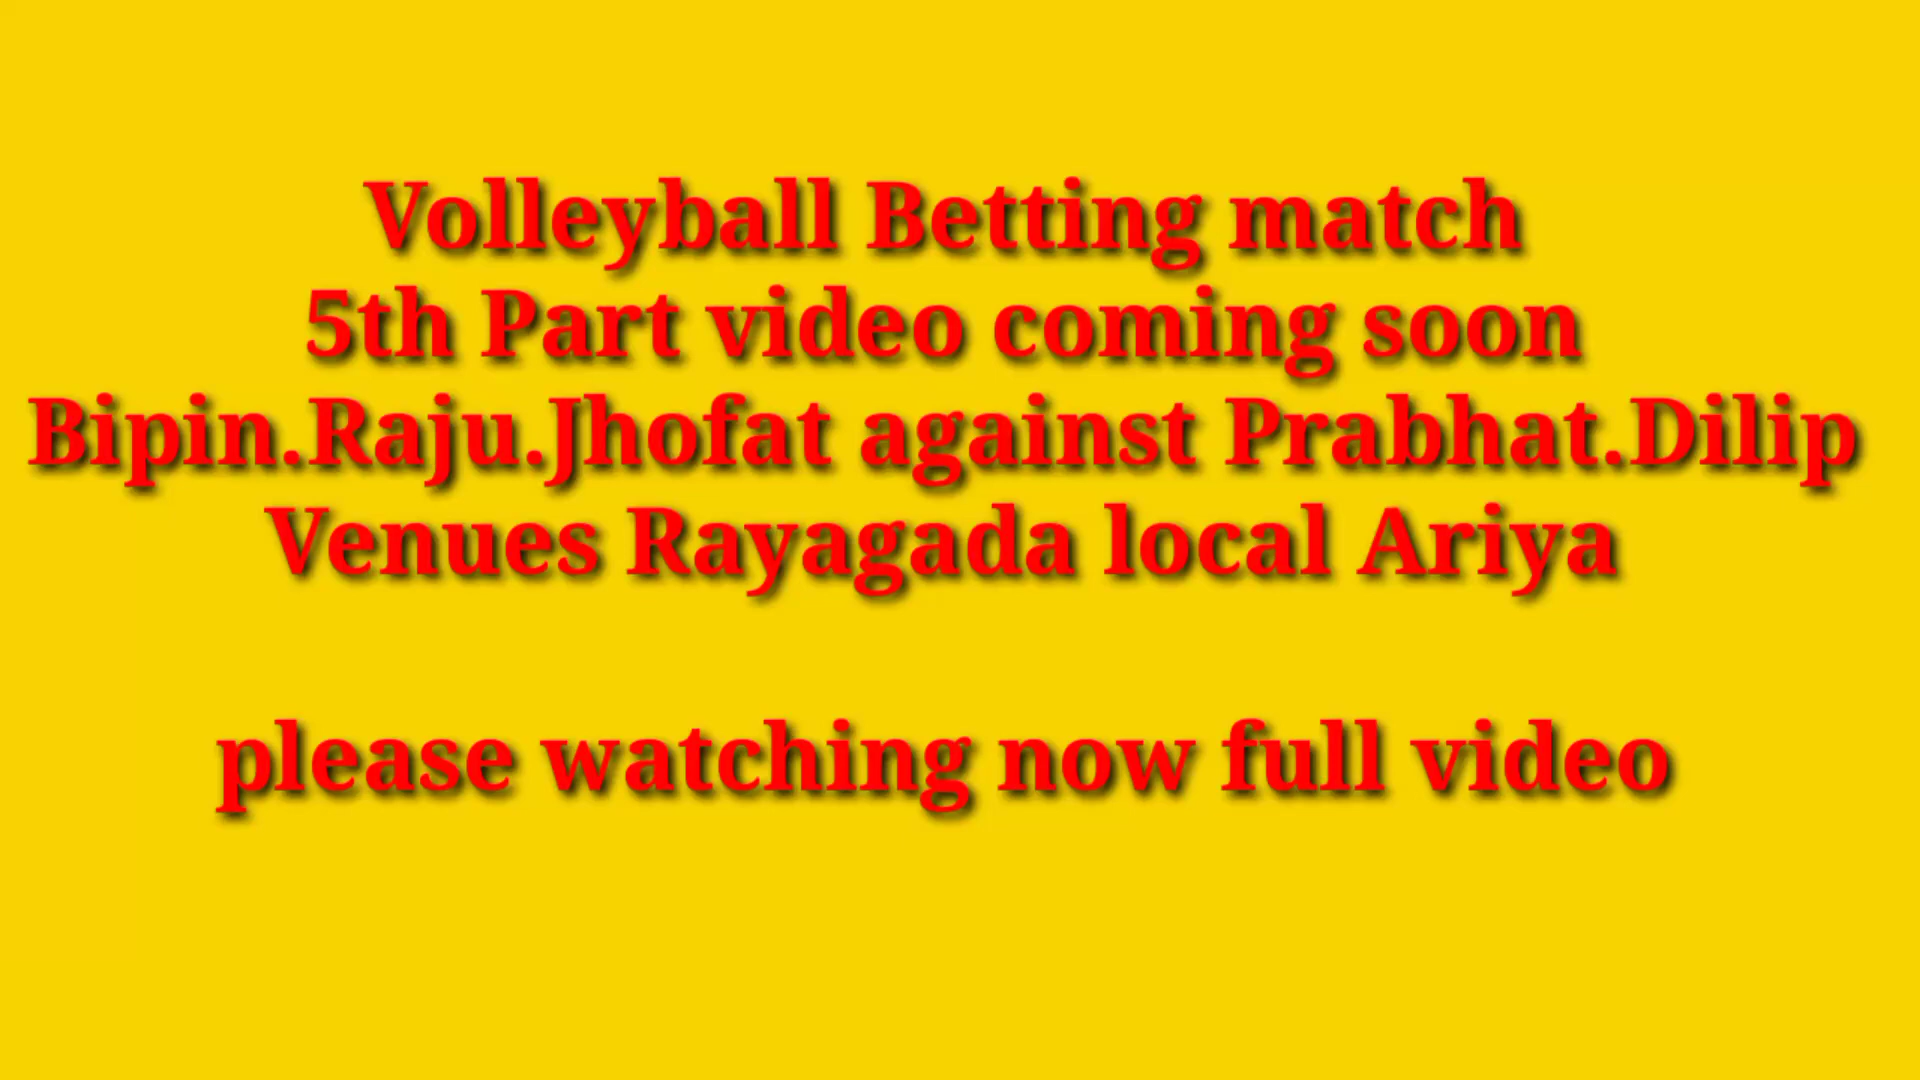 Volleyball Betting match
5th Part video coming soon
Bipin.Raju.Jhofat against Prabhat.Dilip
Venues Rayagada local Ariya
please watching now full video